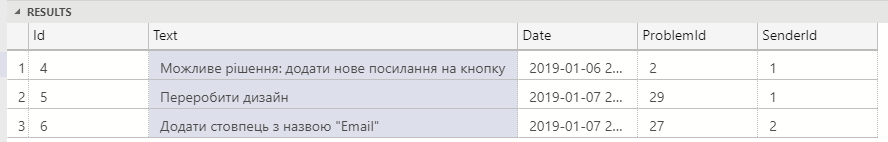 RESULTS
Id Text Date ProblemId SenderId
1 4 Можливе рішення: додати нове посилання на кнопку 2019-01-06 2... 2 1
2 5 Переробити дизайн 2019-01-07 2... 29 1
3 6 Додати стовпець з назвою "Email" 2019-01-07 2... 27 2